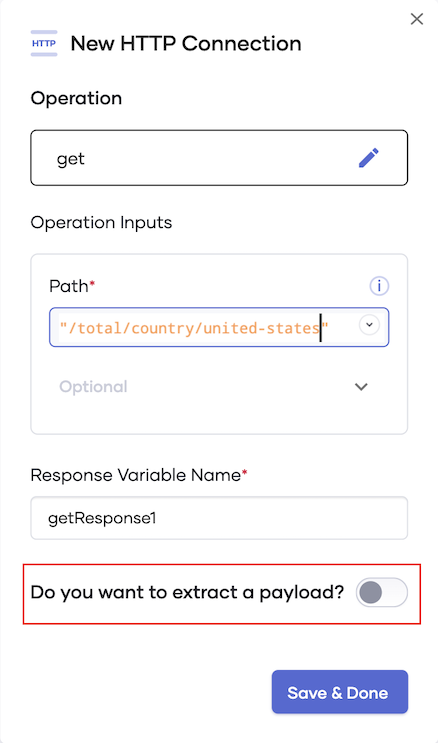 HTTP New HTTP Connection
Operation
get
Operation Inputs
Path*
"/total/country/united-states"
Optional
Response Variable Name*
getResponse1
Do you want to extract a payload?
Save & Done